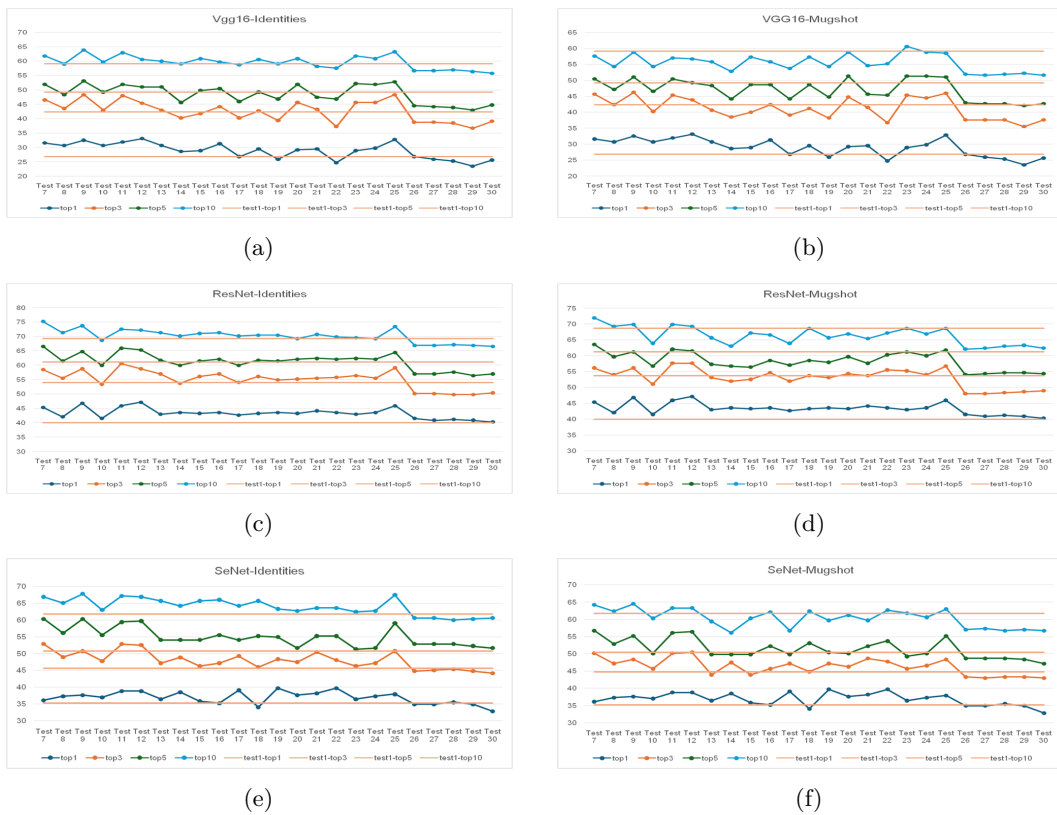 Vgg16-Identities
70
65
60
55
50
45
40
35
30
25
20
Test Test Test Test Test Test Test Test Test Test Test Test Test Test Test Test Test Test Test Test Test Test Test Test
7 8 9 10 11 12 13 14 15 16 17 18 19 20 21 22 23 24 25 26 27 28 29 30
top1 top3 top5 top10 test1-top1 test1-top3 test1-top5 test1-top10
(a)
VGG16-Mugshot
65
60
55
50
45
40
35
30
25
20
Test Test Test Test Test Test Test Test Test Test Test Test Test Test Test Test Test Test Test Test Test Test Test Test
7 8 9 10 11 12 13 14 15 16 17 18 19 20 21 22 23 24 25 26 27 28 29 30
top1 top3 top5 top10 test1-top1 test1-top3 test1-top5 test1-top10
(b)
ResNet-Identities
80
75
70
65
60
55
50
45
40
35
30
Test Test Test Test Test Test Test Test Test Test Test Test Test Test Test Test Test Test Test Test Test Test Test Test
7 8 9 10 11 12 13 14 15 16 17 18 19 20 21 22 23 24 25 26 27 28 29 30
top1 top3 top5 top10 test1-top1 test1-top3 test1-top5 test1-top10
(c)
ResNet-Mugshot
75
70
65
60
55
50
45
40
35
30
Test Test Test Test Test Test Test Test Test Test Test Test Test Test Test Test Test Test Test Test Test Test Test Test
7 8 9 10 11 12 13 14 15 16 17 18 19 20 21 22 23 24 25 26 27 28 29 30
top1 top3 top5 top10 test1-top1 test1-top3 test1-top5 test1-top10
(d)
SeNet-Identities
70
65
60
55
50
45
40
35
30
Test Test Test Test Test Test Test Test Test Test Test Test Test Test Test Test Test Test Test Test Test Test Test Test
7 8 9 10 11 12 13 14 15 16 17 18 19 20 21 22 23 24 25 26 27 28 29 30
top1 top3 top5 top10 test1-top1 test1-top3 test1-top5 test1-top10
(e)
SeNet-Mugshot
70
65
60
55
50
45
40
35
30
Test Test Test Test Test Test Test Test Test Test Test Test Test Test Test Test Test Test Test Test Test Test Test Test
7 8 9 10 11 12 13 14 15 16 17 18 19 20 21 22 23 24 25 26 27 28 29 30
top1 top3 top5 top10 test1-top1 test1-top3 test1-top5 test1-top10
(f)